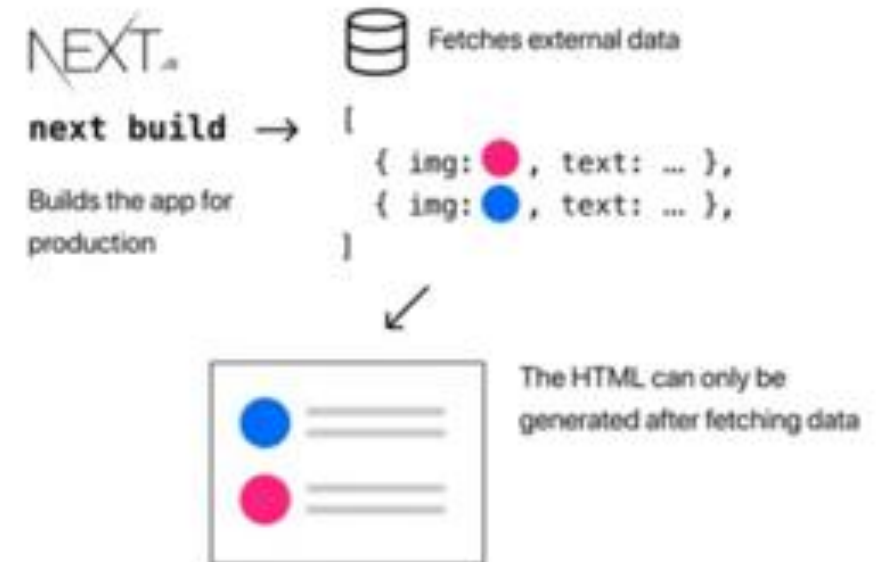 NEXT.JS
Fetches external data
next build →
[
{ img: , text: … },
{ img: , text: … },
]
Builds the app for
production
The HTML can only be
generated after fetching data